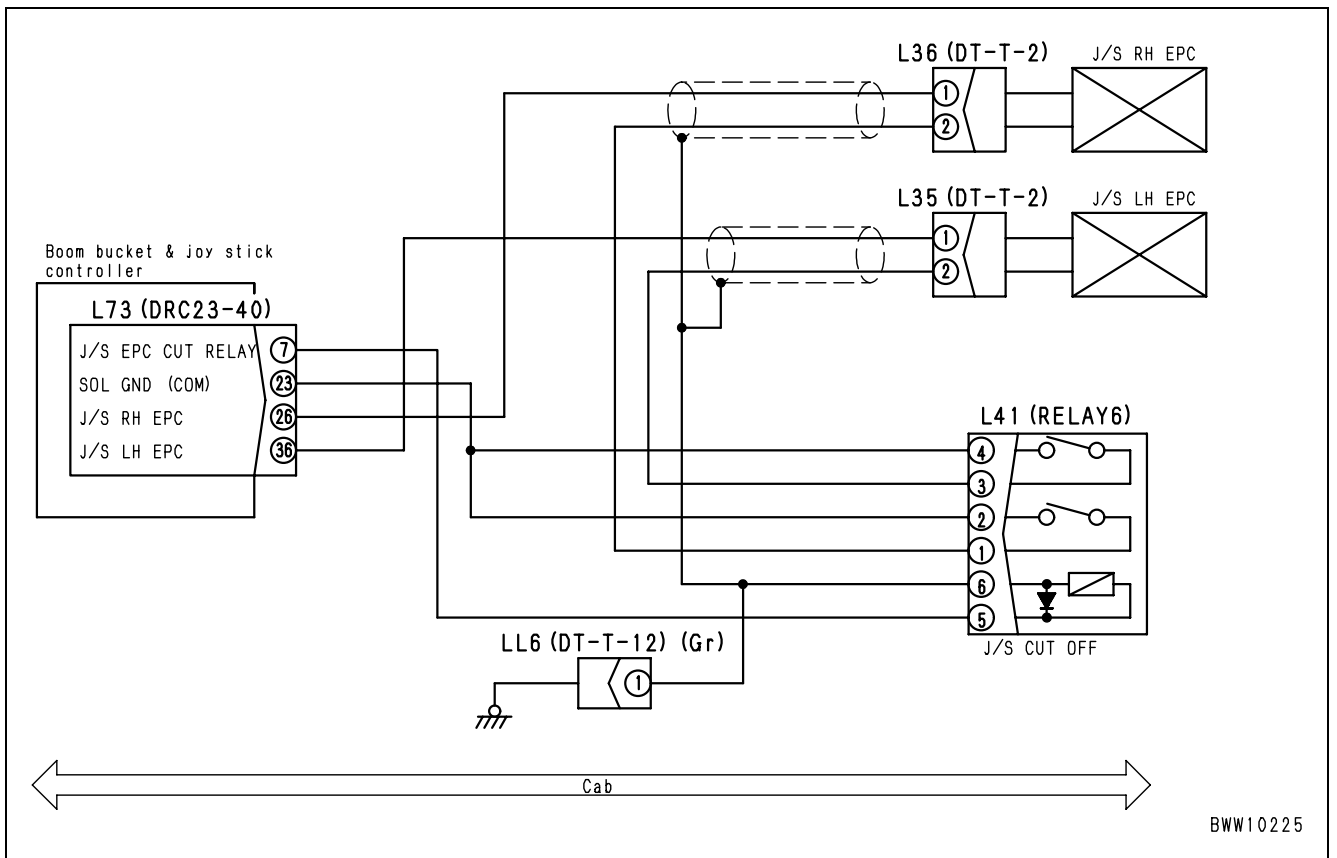 L36 (DT-T-2)
J/S RH EPC
1
2
L35 (DT-T-2)
J/S LH EPC
1
2
Boom bucket & joy stick
controller
L73 (DRC23-40)
J/S EPC CUT RELAY 7
SOL GND (COM) 23
J/S RH EPC 26
J/S LH EPC 36
L41 (RELAY6)
4
3
2
1
6
5
J/S CUT OFF
LL6 (DT-T-12) (Gr)
1
Cab
BWW10225